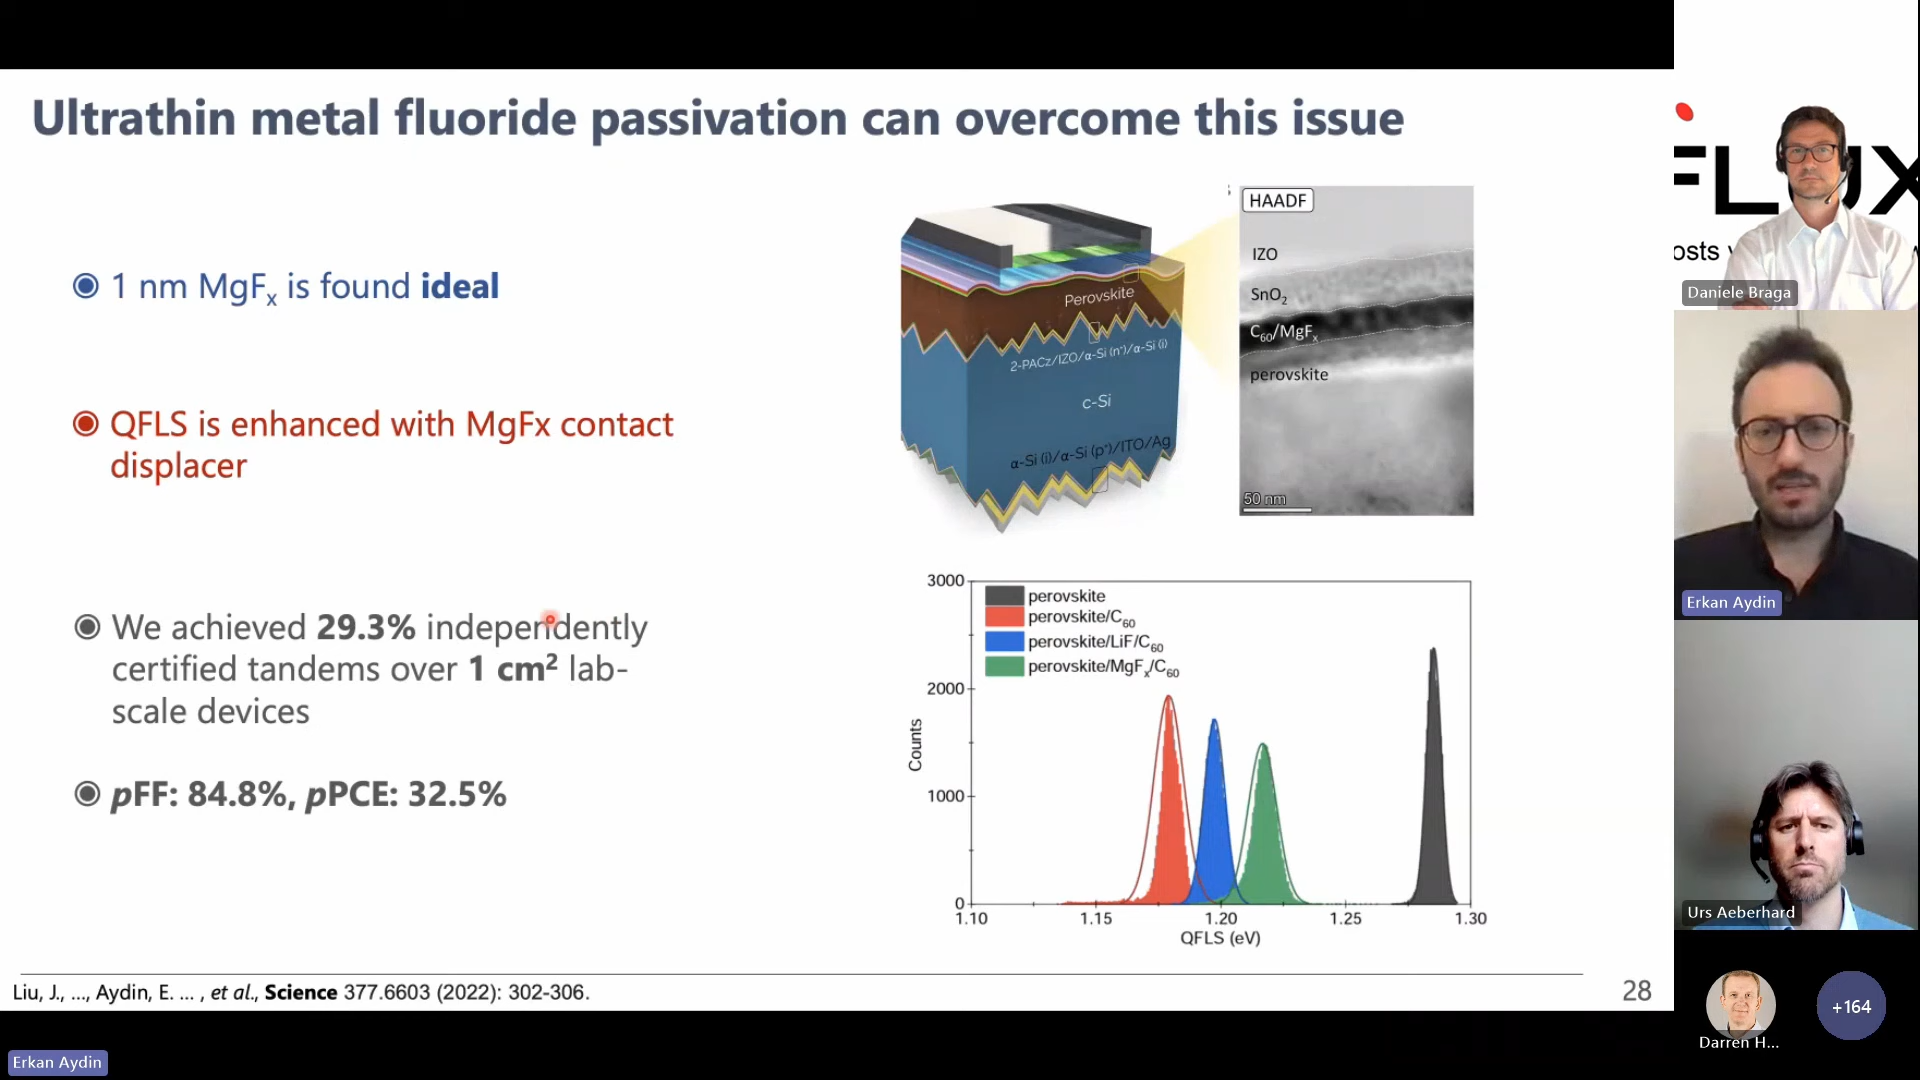 Ultrathin metal fluoride passivation can overcome this issue
1 nm MgFx is found ideal
QFLS is enhanced with MgFx contact
displacer
We achieved 29.3% independently
certified tandems over 1 cm² lab-
scale devices
pFF: 84.8%, pPCE: 32.5%
Perovskite
2-PACz/IZO/α-Si (n⁺)/α-Si (i)
c-Si
α-Si (i)/α-Si (p⁺)/ITO/Ag
HAADF
IZO
SnO₂
C₆₀/MgFₓ
perovskite
50 nm
3000
2000
1000
0
Counts
perovskite
perovskite/C₆₀
perovskite/LiF/C₆₀
perovskite/MgFₓ/C₆₀
1.10 1.15 1.20 1.25 1.30
QFLS (eV)
Liu, J., ..., Aydin, E. ... , et al., Science 377.6603 (2022): 302-306.
28
Erkan Aydin
FLUX
osts
Daniele Braga
Erkan Aydin
Urs Aeberhard
Darren H...
+164